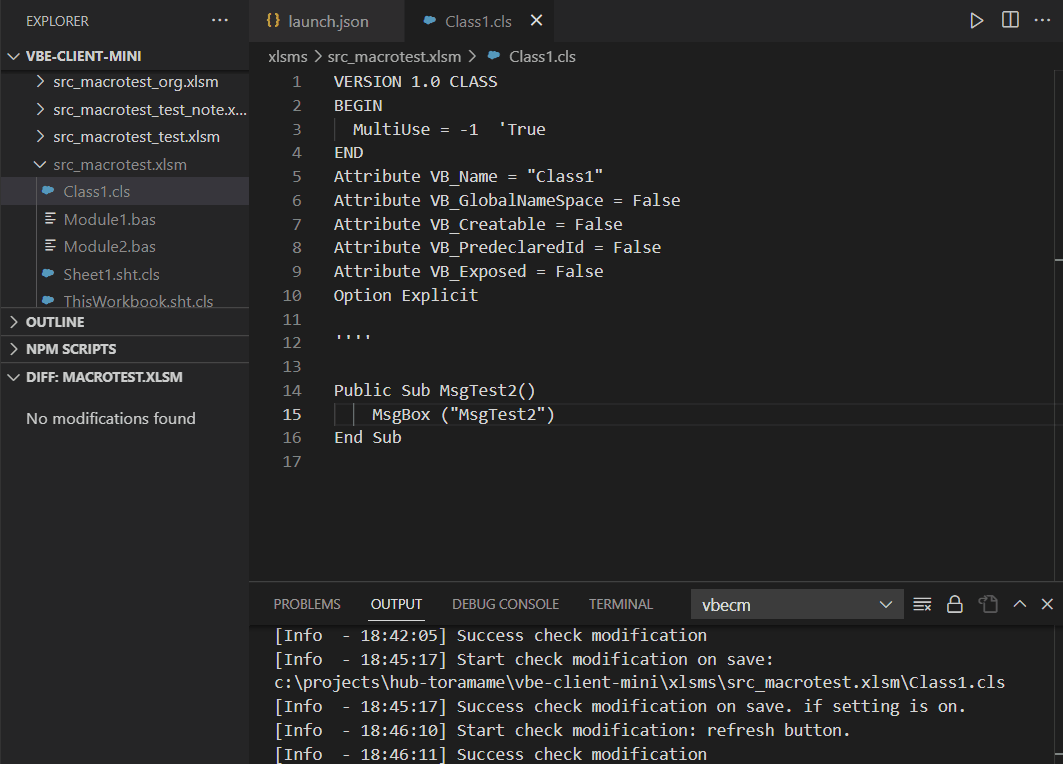 EXPLORER
VBE-CLIENT-MINI
src_macrotest_org.xlsm
src_macrotest_test_note.x...
src_macrotest_test.xlsm
src_macrotest.xlsm
Class1.cls
Module1.bas
Module2.bas
Sheet1.sht.cls
ThisWorkbook.sht.cls
OUTLINE
NPM SCRIPTS
DIFF: MACROTEST.XLSM
No modifications found
{} launch.json
Class1.cls
xlsms > src_macrotest.xlsm > Class1.cls
1 VERSION 1.0 CLASS
2 BEGIN
3   MultiUse = -1  'True
4 END
5 Attribute VB_Name = "Class1"
6 Attribute VB_GlobalNameSpace = False
7 Attribute VB_Creatable = False
8 Attribute VB_PredeclaredId = False
9 Attribute VB_Exposed = False
10 Option Explicit
11
12 ''''
13
14 Public Sub MsgTest2()
15     MsgBox ("MsgTest2")
16 End Sub
17
PROBLEMS OUTPUT DEBUG CONSOLE TERMINAL vbecm
[Info  - 18:42:05] Success check modification
[Info  - 18:45:17] Start check modification on save:
c:\projects\hub-toramame\vbe-client-mini\xlsms\src_macrotest.xlsm\Class1.cls
[Info  - 18:45:17] Success check modification on save. if setting is on.
[Info  - 18:46:10] Start check modification: refresh button.
[Info  - 18:46:11] Success check modification